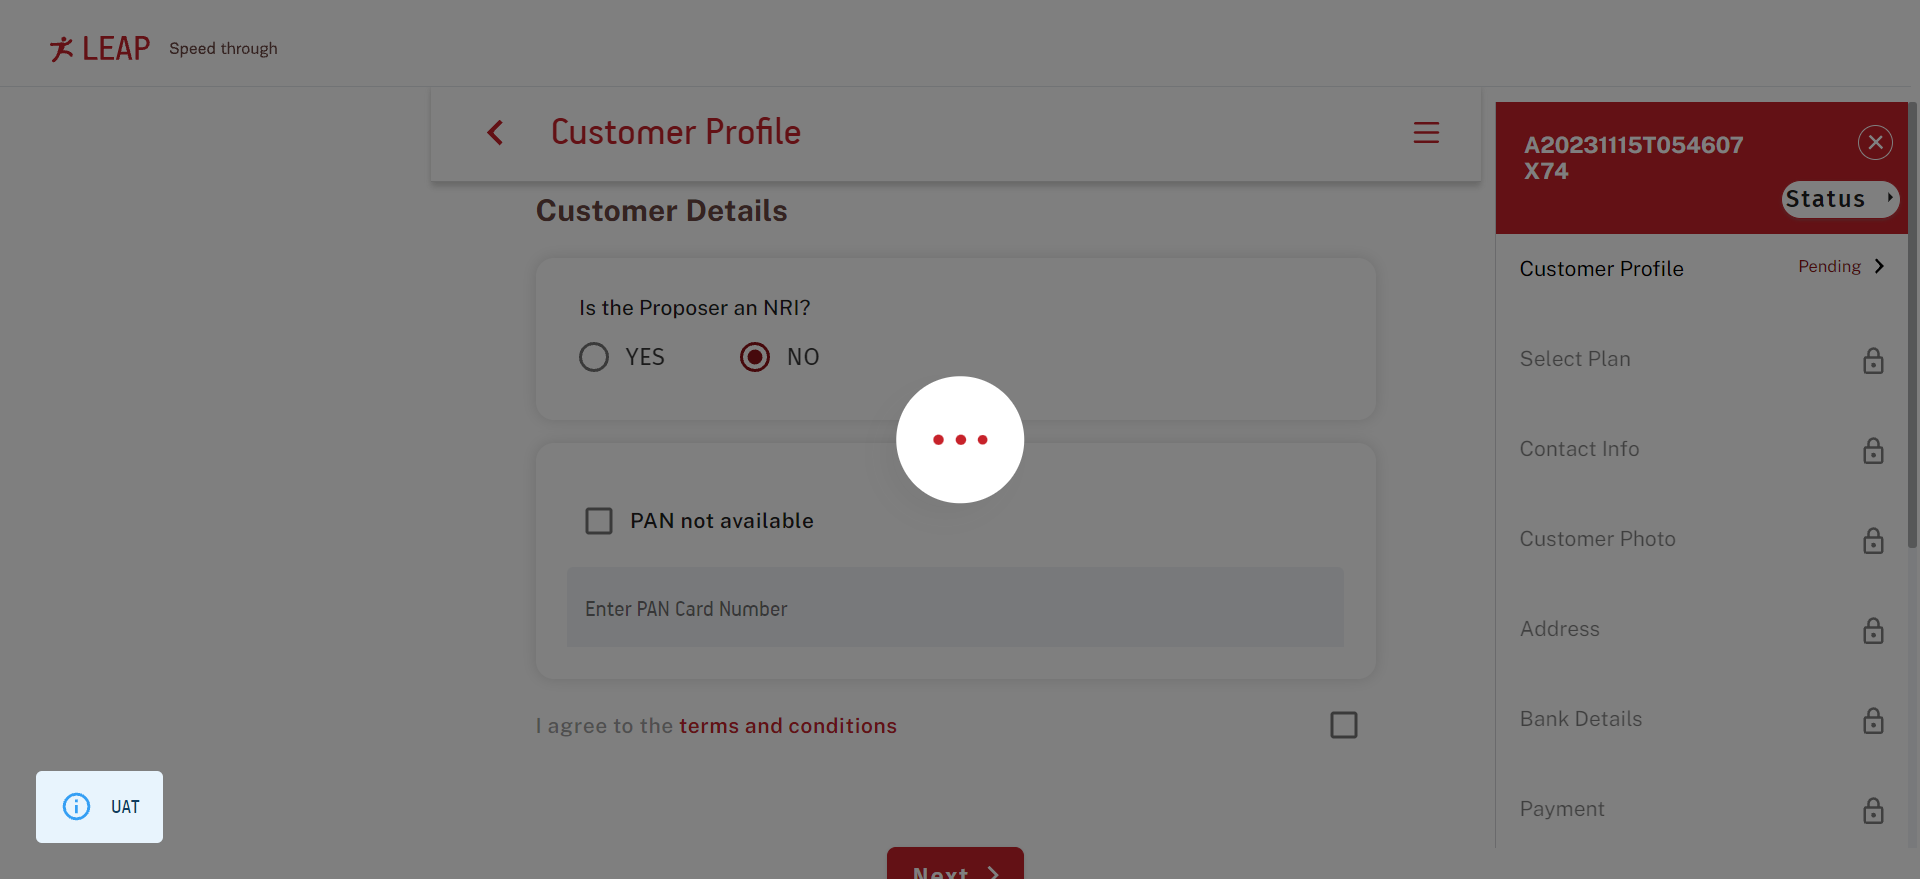 LEAP Speed through
Customer Profile
Customer Details
Is the Proposer an NRI?
YES NO
PAN not available
Enter PAN Card Number
I agree to the terms and conditions
Next
UAT
A20231115T054607
X74
Status
Customer Profile Pending
Select Plan
Contact Info
Customer Photo
Address
Bank Details
Payment